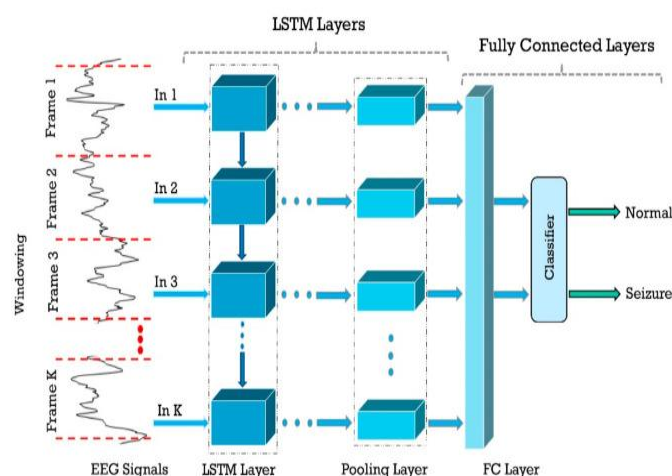 LSTM Layers
Fully Connected Layers
Windowing
Frame 1
Frame 2
Frame 3
Frame K
In 1
In 2
In 3
In K
Classifier
Normal
Seizure
EEG Signals
LSTM Layer
Pooling Layer
FC Layer